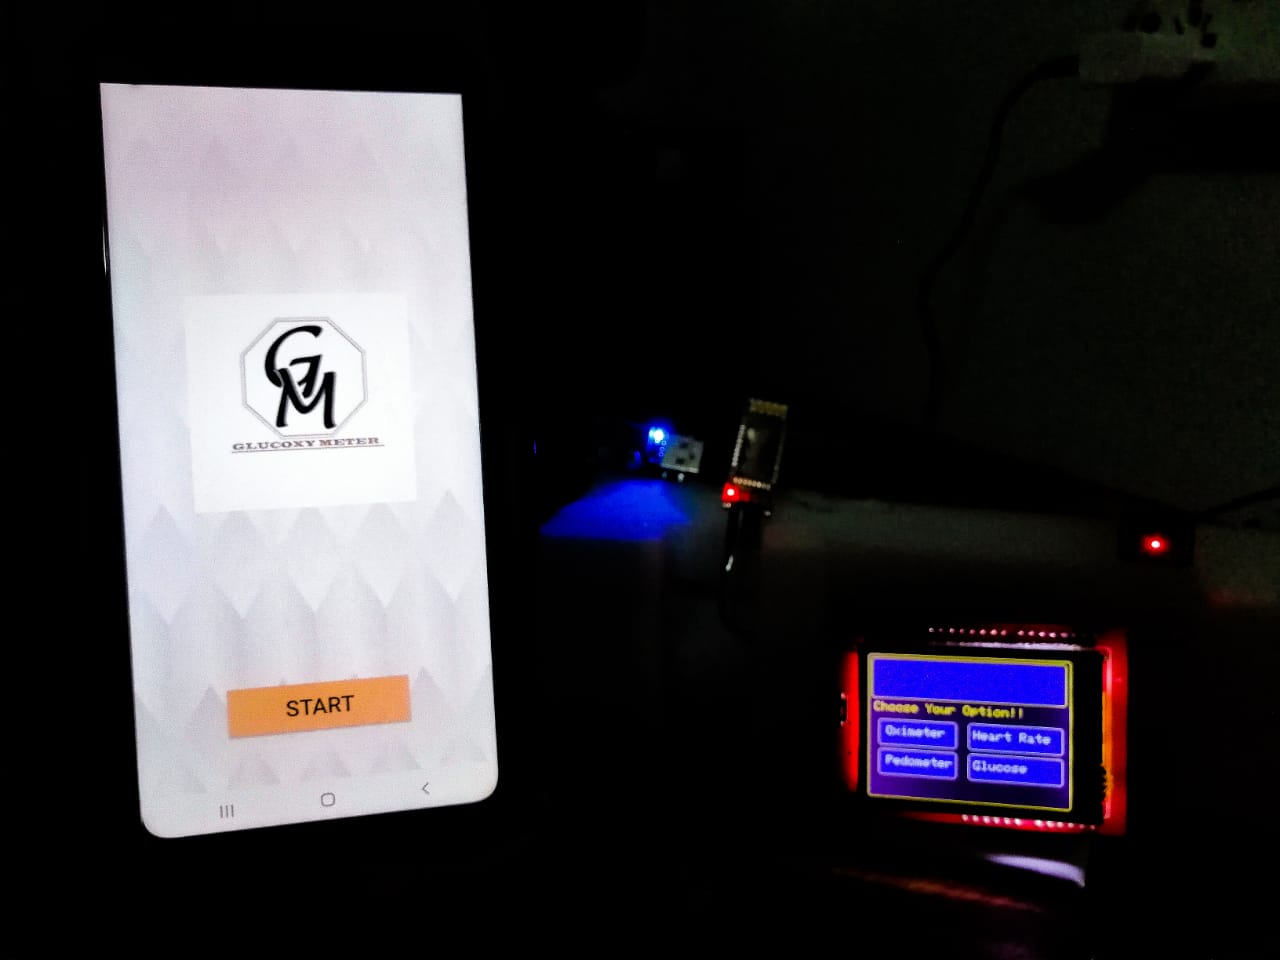 GM
GLUCOXY METER
START
Choose Your Option!!
Oximeter
Heart Rate
Pedometer
Glucose